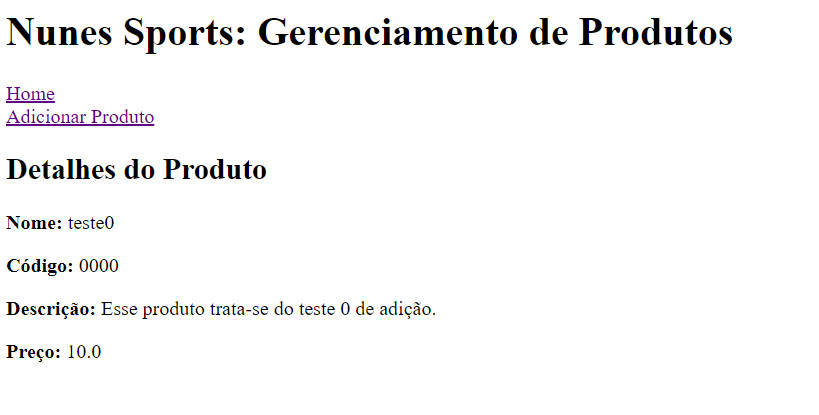 Nunes Sports: Gerenciamento de Produtos
Home
Adicionar Produto
Detalhes do Produto
Nome: teste0
Código: 0000
Descrição: Esse produto trata-se do teste 0 de adição.
Preço: 10.0